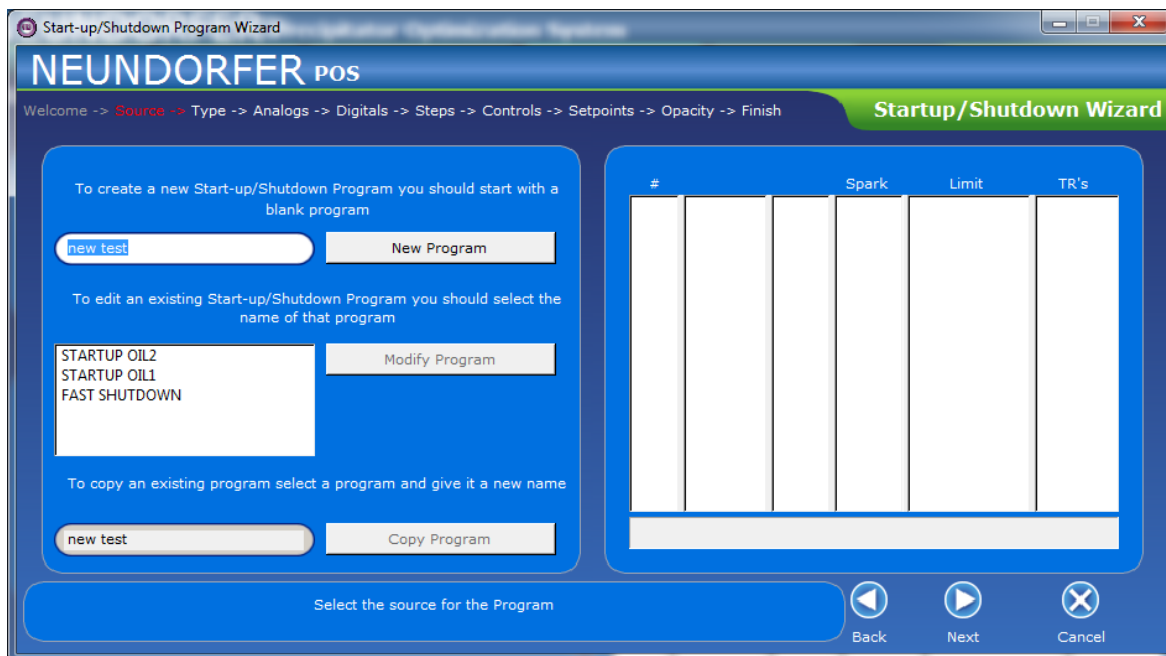 Start-up/Shutdown Program Wizard
NEUNDORFER POS
Welcome -> Source -> Type -> Analogs -> Digitals -> Steps -> Controls -> Setpoints -> Opacity -> Finish
Startup/Shutdown Wizard
To create a new Start-up/Shutdown Program you should start with a
blank program
new test
New Program
To edit an existing Start-up/Shutdown Program you should select the
name of that program
STARTUP OIL2
STARTUP OIL1
FAST SHUTDOWN
Modify Program
To copy an existing program select a program and give it a new name
new test
Copy Program
# Spark Limit TR's
Select the source for the Program
Back Next Cancel